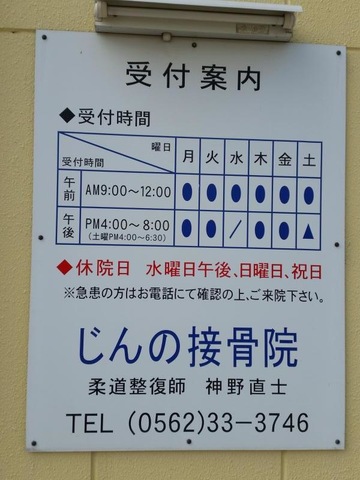 受付案内
◆受付時間
曜日
受付時間
月 火 水 木 金 土
午前 AM9:00～12:00 ● ● ● ● ● ●
午後 PM4:00～8:00 ● ● / ● ● ▲
(土曜PM4:00～6:30)
◆休院日 水曜日午後、日曜日、祝日
※急患の方はお電話にて確認の上、ご来院下さい。
じんの接骨院
柔道整復師 神野直士
TEL (0562)33-3746